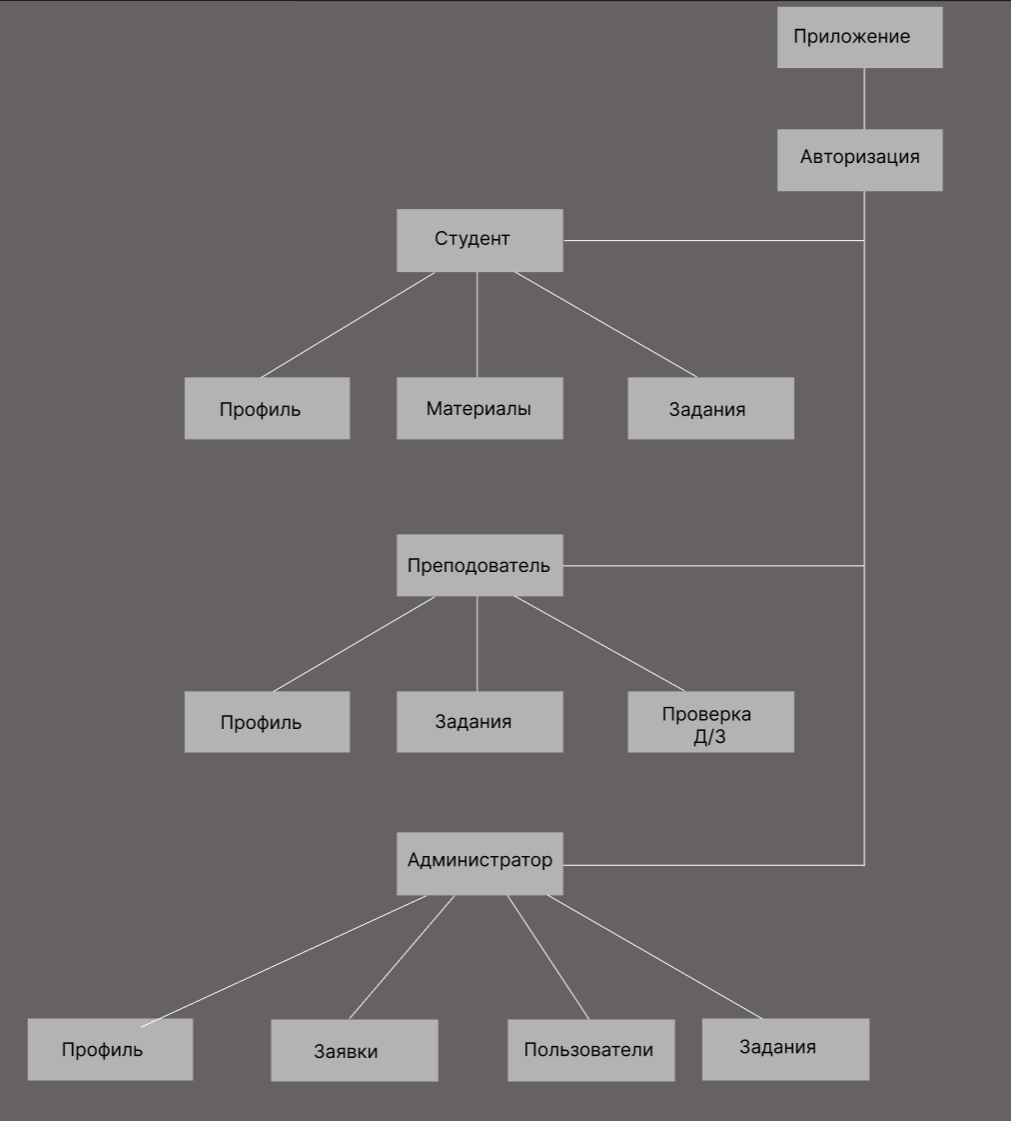 Приложение
Авторизация
Студент
Профиль
Материалы
Задания
Преподователь
Профиль
Задания
Проверка
Д/З
Администратор
Профиль
Заявки
Пользователи
Задания